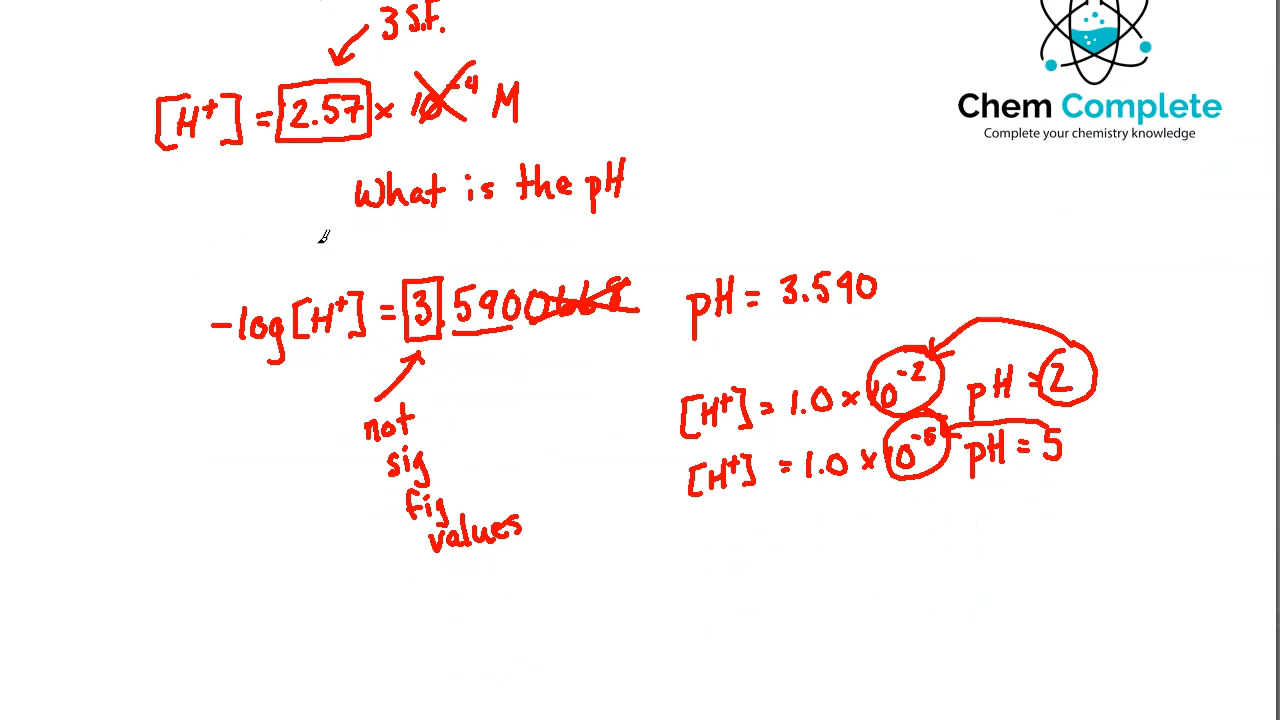 3 S.F.
[H⁺] = 2.57 × 10⁻⁴ M
What is the pH
-log[H⁺] = 3.5900668
pH = 3.590
not
sig
fig
values
[H⁺] = 1.0 × 10⁻² pH = 2
[H⁺] = 1.0 × 10⁻⁵ pH = 5
Chem Complete
Complete your chemistry knowledge